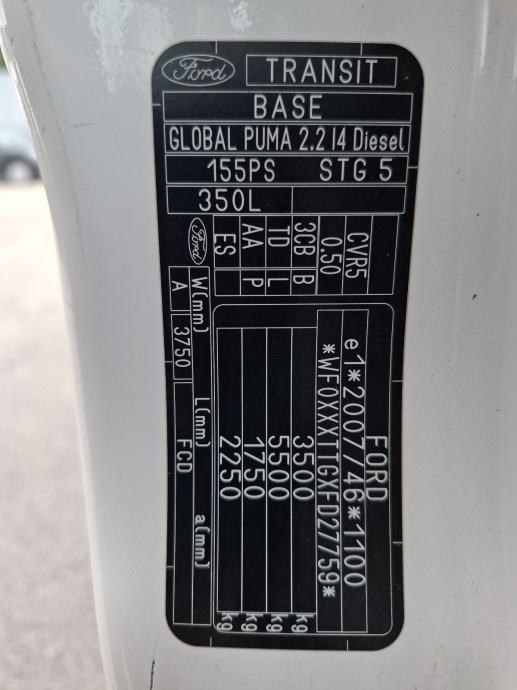 Ford
TRANSIT
BASE
GLOBAL PUMA 2.2 I4 Diesel
155PS STG 5
350L
CVR5
0.50
3CB B
TD L
AA P
ES
Ford
FORD
e1*2007/46*1100
*WF0XXXTTGXFD27759*
3500 kg
5500 kg
1750 kg
2250 kg
W(mm) L(mm) a(mm)
A 3750 FCD